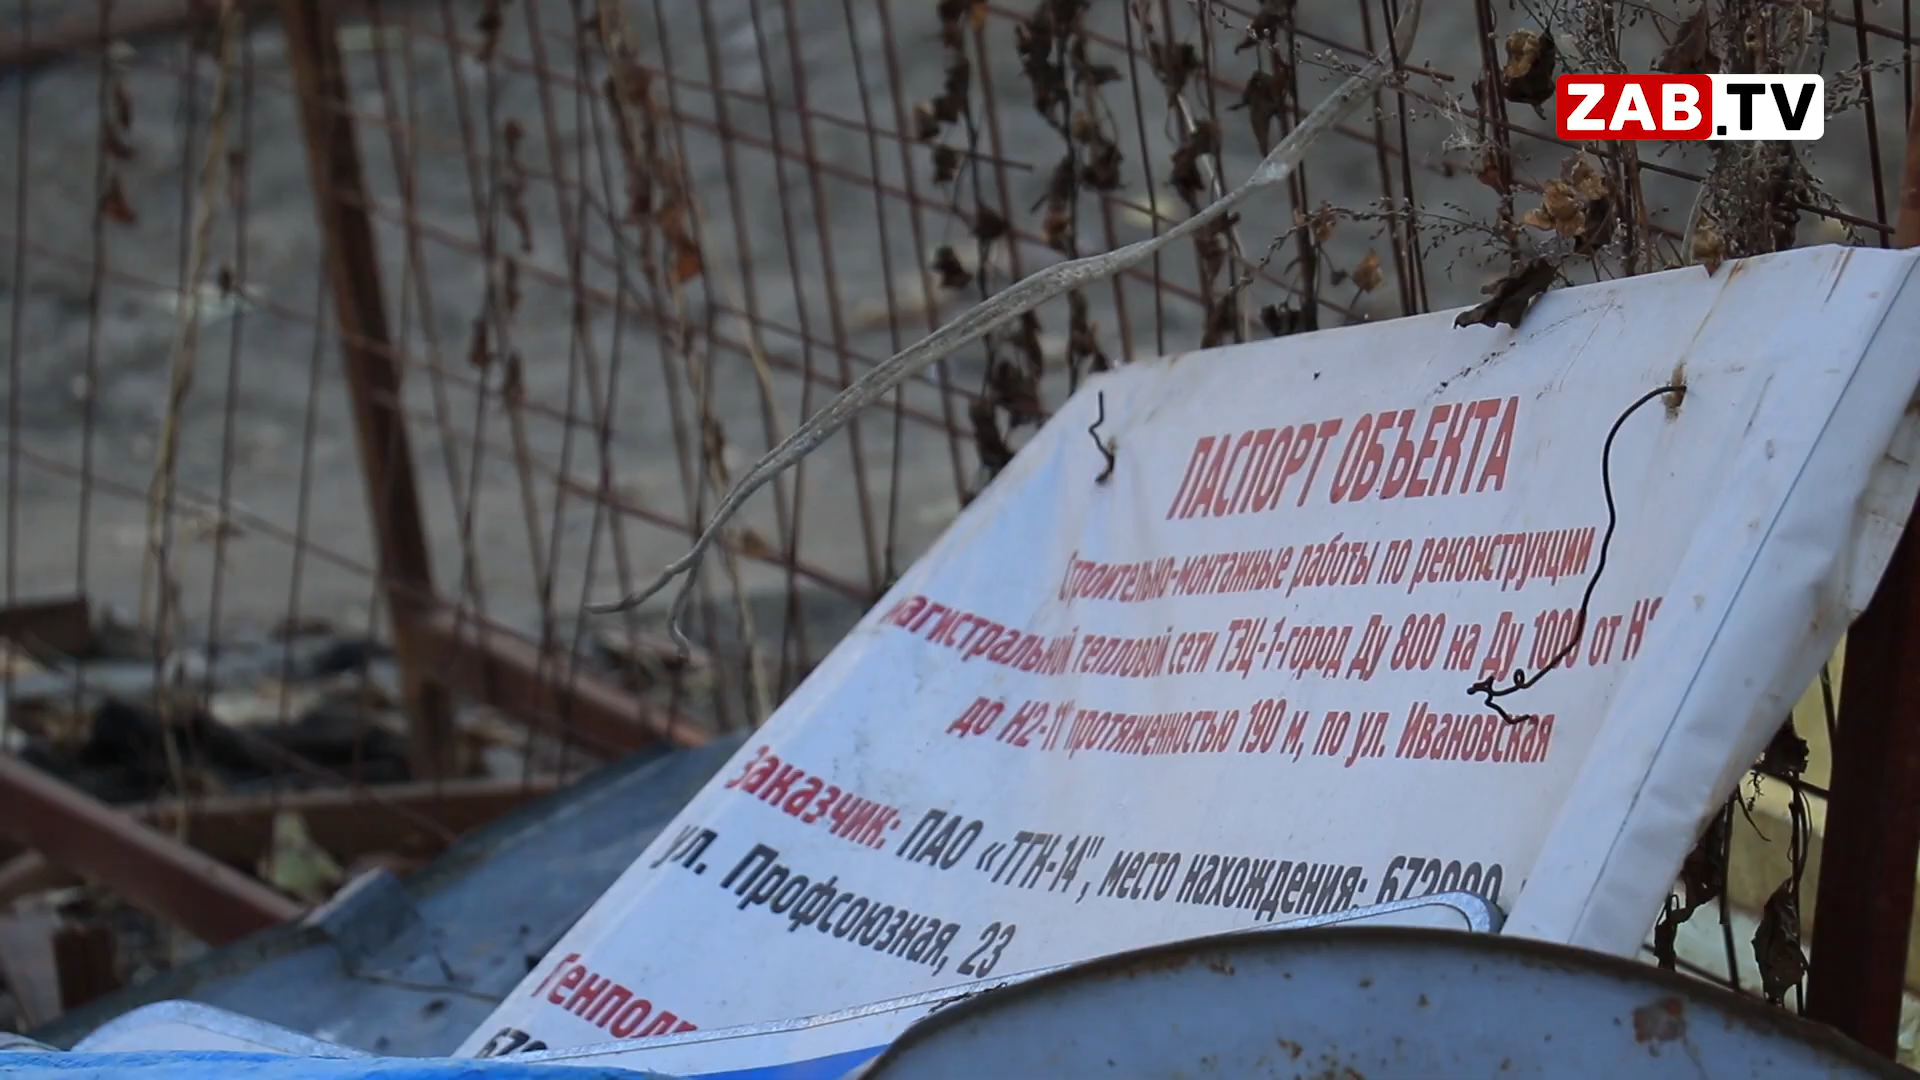 ZAB.TV
ПАСПОРТ ОБЪЕКТА
Строительно-монтажные работы по реконструкции
магистральной тепловой сети ТЭЦ-1-город Ду 800 на Ду 1000 от
до Н2-11' протяженностью 190 м, по ул. Ивановская
Заказчик: ПАО «ТГК-14", место нахождения: 672000
ул. Профсоюзная, 23